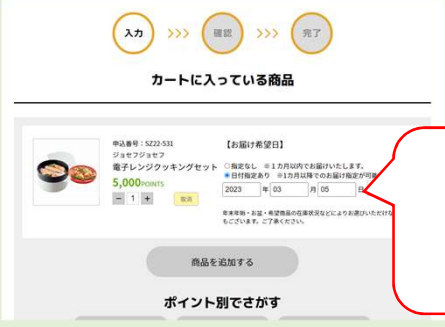 入力 >>> 確認 >>> 完了
カートに入っている商品
申込番号：SZ22-531
ジョセフジョセフ
電子レンジクッキングセット
5,000POINTS
− 1 + 取消
【お届け希望日】
指定なし ※1カ月以内でお届けいたします。
日付指定あり ※1カ月以降でのお届け指定が可能
2023 年 03 月 05 日
年末年始・お盆・希望商品の在庫状況などによりお選びいただけな
もございます。ご了承ください。
商品を追加する
ポイント別でさがす